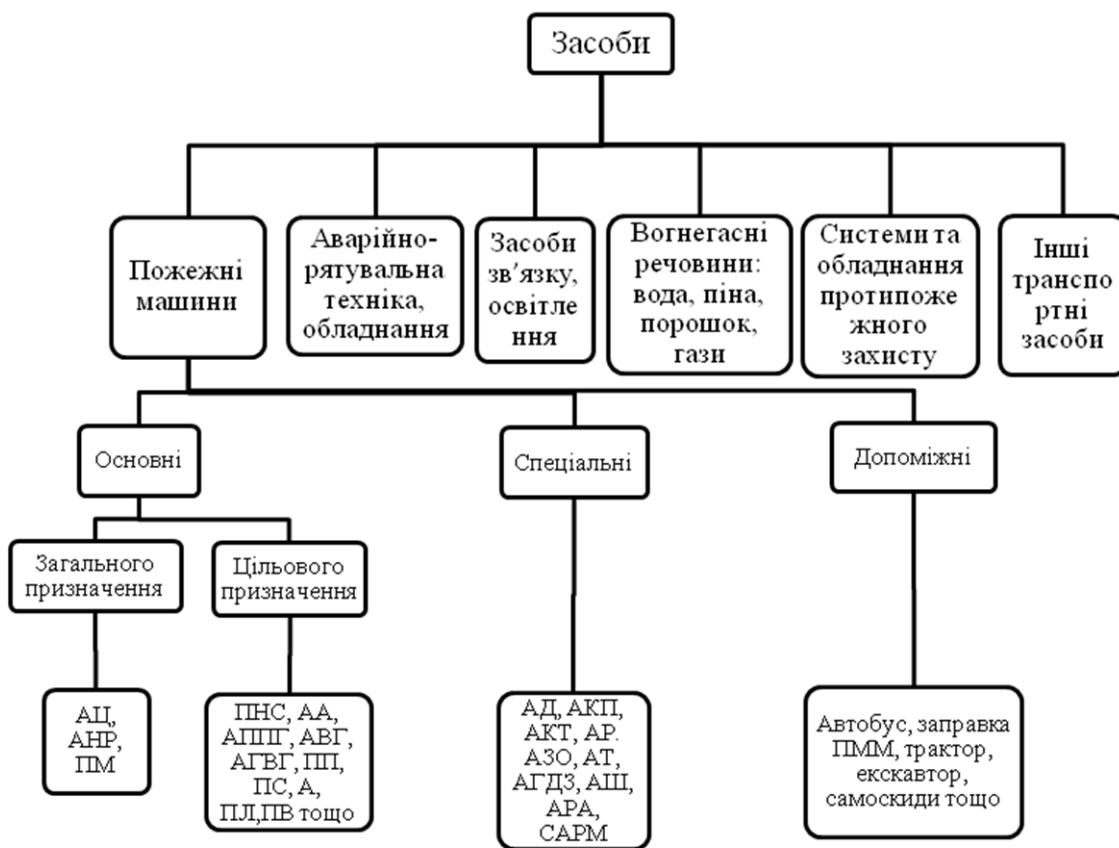 Засоби
Пожежні
машини
Аварійно-
рятувальна
техніка,
обладнання
Засоби
зв'язку,
освітле
ння
Вогнегасні
речовини:
вода, піна,
порошок,
гази
Системи та
обладнання
протипоже
жного
захисту
Інші
транспо
ртні
засоби
Основні
Спеціальні
Допоміжні
Загального
призначення
Цільового
призначення
АЦ,
АНР,
ПМ
ПНС, АА,
АППГ, АВГ,
АГВГ, ПП,
ПС, А,
ПЛ,ПВ тощо
АД, АКП,
АКТ, АР.
АЗО, АТ,
АГДЗ, АШ,
АРА,
САРМ
Автобус, заправка
ПММ, трактор,
екскавтор,
самоскиди тощо